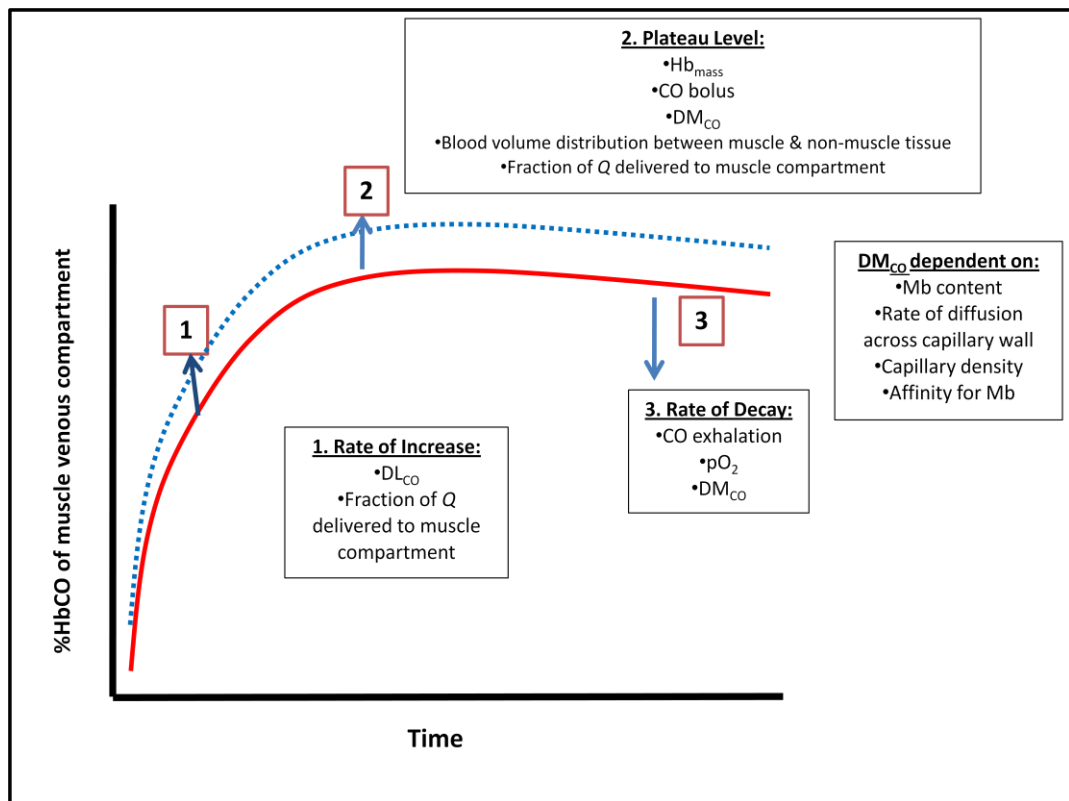 2. Plateau Level:
•Hbmass
•CO bolus
•DMCO
•Blood volume distribution between muscle & non-muscle tissue
•Fraction of Q delivered to muscle compartment
2
1
3
DMCO dependent on:
•Mb content
•Rate of diffusion
across capillary wall
•Capillary density
•Affinity for Mb
3. Rate of Decay:
•CO exhalation
•pO2
•DMCO
1. Rate of Increase:
•DLCO
•Fraction of Q
delivered to muscle
compartment
%HbCO of muscle venous compartment
Time